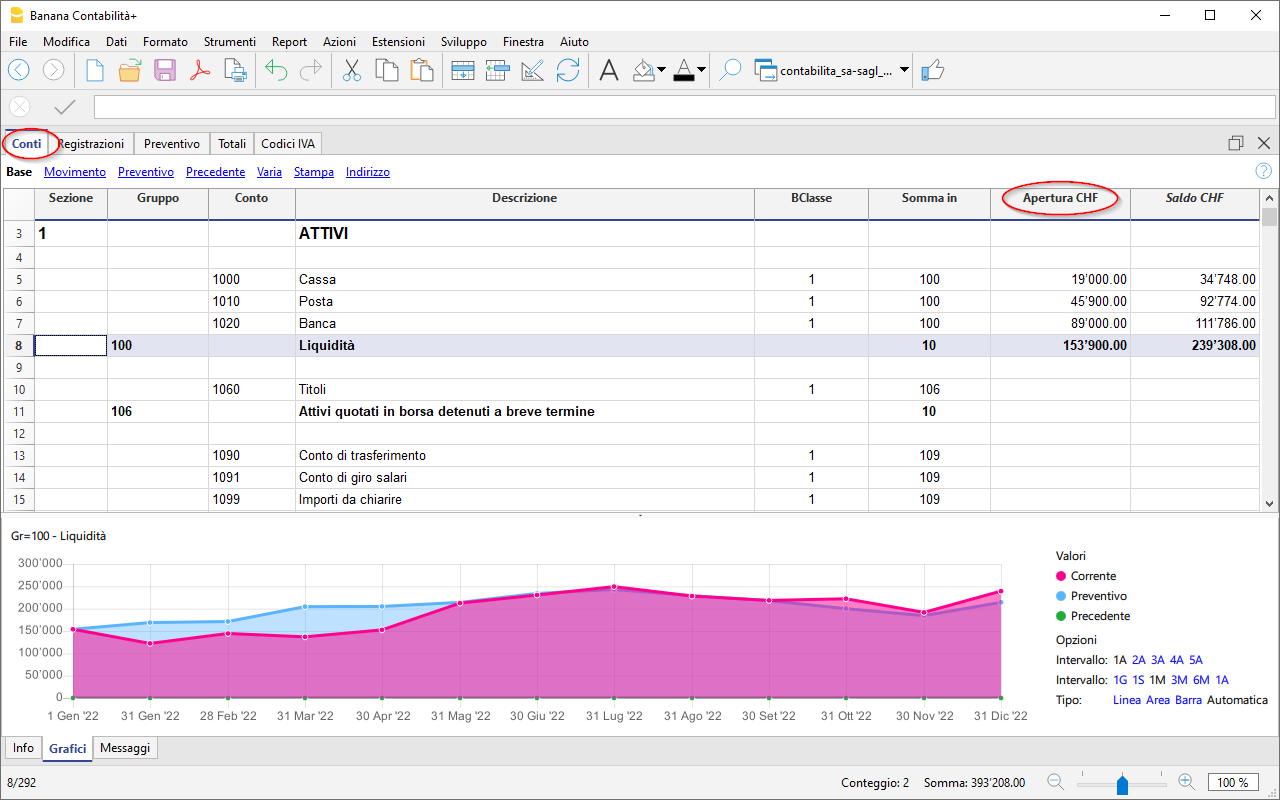 Banana Contabilità+
File Modifica Dati Formato Strumenti Report Azioni Estensioni Sviluppo Finestra Aiuto
contabilita_sa-sagl_...
Conti Registrazioni Preventivo Totali Codici IVA
Base Movimento Preventivo Precedente Varia Stampa Indirizzo
Sezione Gruppo Conto Descrizione BClasse Somma in Apertura CHF Saldo CHF
3 1 ATTIVI
4
5 1000 Cassa 1 100 19'000.00 34'748.00
6 1010 Posta 1 100 45'900.00 92'774.00
7 1020 Banca 1 100 89'000.00 111'786.00
8 100 Liquidità 10 153'900.00 239'308.00
9
10 1060 Titoli 1 106
11 106 Attivi quotati in borsa detenuti a breve termine 10
12
13 1090 Conto di trasferimento 1 109
14 1091 Conto di giro salari 1 109
15 1099 Importi da chiarire 1 109
Gr=100 - Liquidità
300'000
250'000
200'000
150'000
100'000
50'000
0
1 Gen '22 31 Gen '22 28 Feb '22 31 Mar '22 30 Apr '22 31 Mag '22 30 Giu '22 31 Lug '22 31 Ago '22 30 Set '22 31 Ott '22 30 Nov '22 31 Dic '22
Valori
Corrente
Preventivo
Precedente
Opzioni
Intervallo: 1A 2A 3A 4A 5A
Intervallo: 1G 1S 1M 3M 6M 1A
Tipo: Linea Area Barra Automatica
Info Grafici Messaggi
8/292 Conteggio: 2 Somma: 393'208.00 100 %